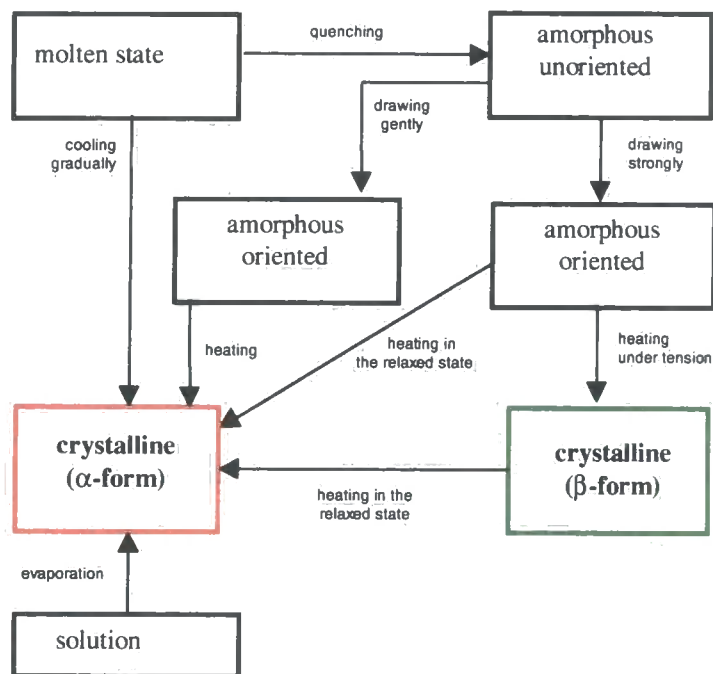 molten state
quenching
amorphous
unoriented
cooling
gradually
drawing
gently
drawing
strongly
amorphous
oriented
amorphous
oriented
heating
heating in
the relaxed state
heating
under tension
crystalline
(α-form)
crystalline
(β-form)
heating in the
relaxed state
evaporation
solution